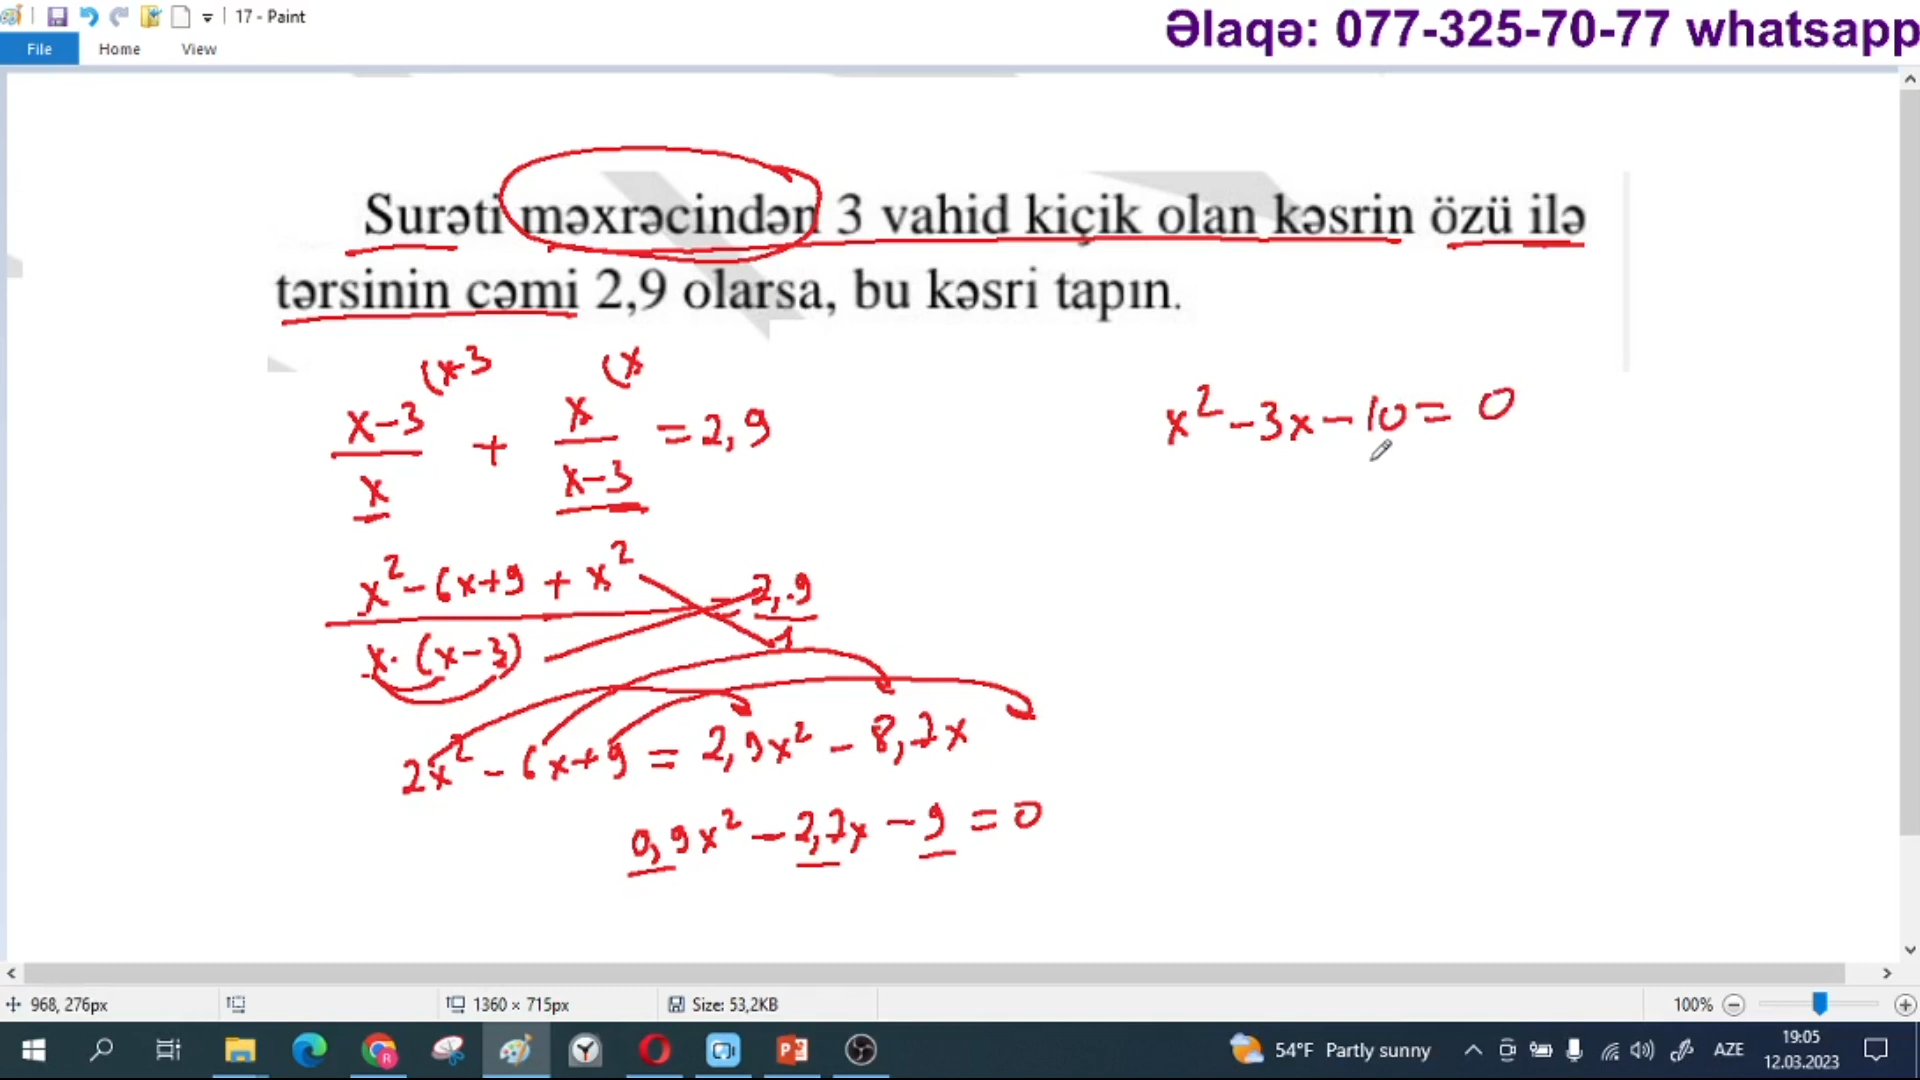 17 - Paint
Əlaqə: 077-325-70-77 whatsapp
File Home View
Surəti məxrəcindən 3 vahid kiçik olan kəsrin özü ilə
tərsinin cəmi 2,9 olarsa, bu kəsri tapın.
(x-3 (x
x-3 / x + x / x-3 = 2,9
x² - 6x+9 + x² / x·(x-3) = 2,9 / 1
2x² - 6x+9 = 2,9x² - 8,7x
0,9x² - 2,7x - 9 = 0
x² - 3x - 10 = 0
968, 276px 1360 × 715px Size: 53,2KB 100%
54°F Partly sunny AZE 19:05
12.03.2023